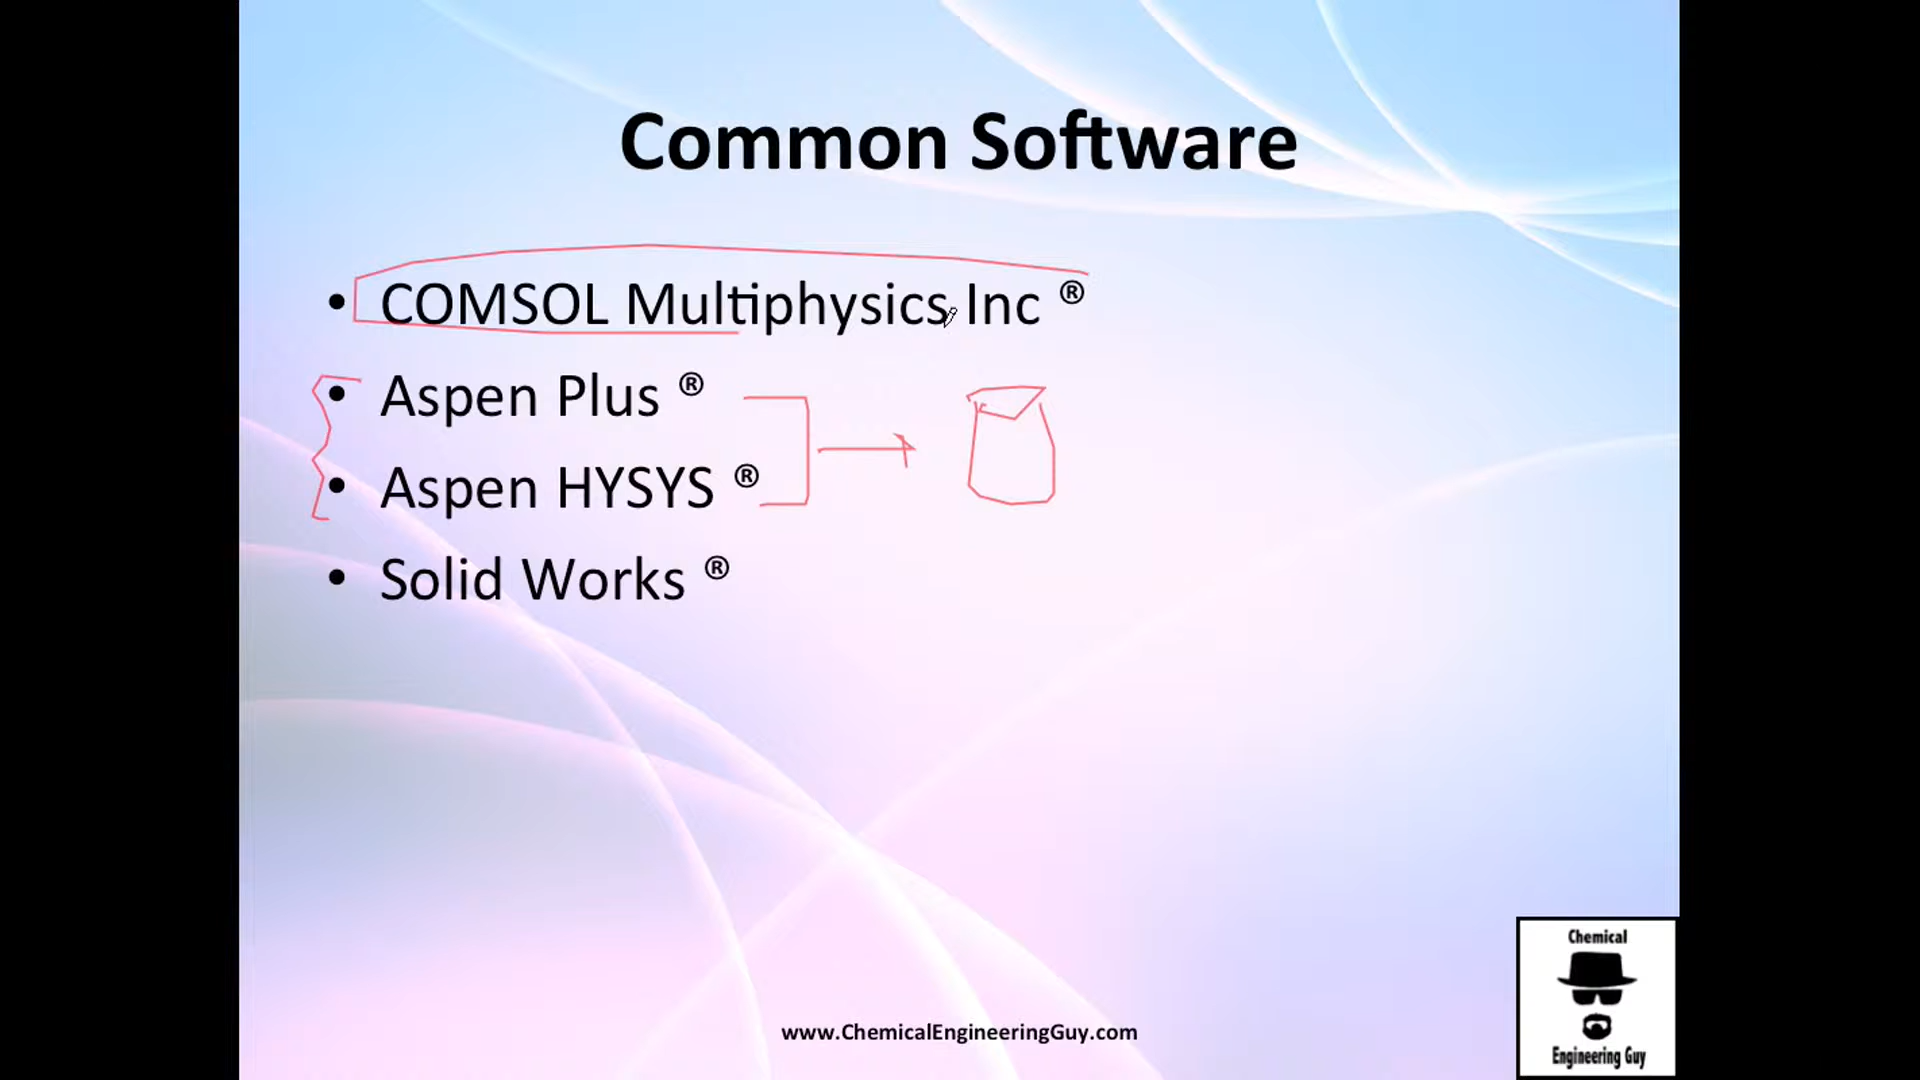 Common Software
• COMSOL Multiphysics Inc ®
• Aspen Plus ®
• Aspen HYSYS ®
• Solid Works ®
www.ChemicalEngineeringGuy.com
Chemical
Engineering Guy